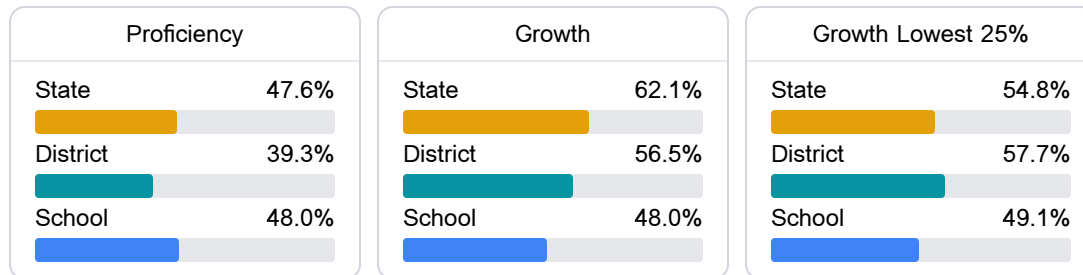 Proficiency
State 47.6%
District 39.3%
School 48.0%
Growth
State 62.1%
District 56.5%
School 48.0%
Growth Lowest 25%
State 54.8%
District 57.7%
School 49.1%